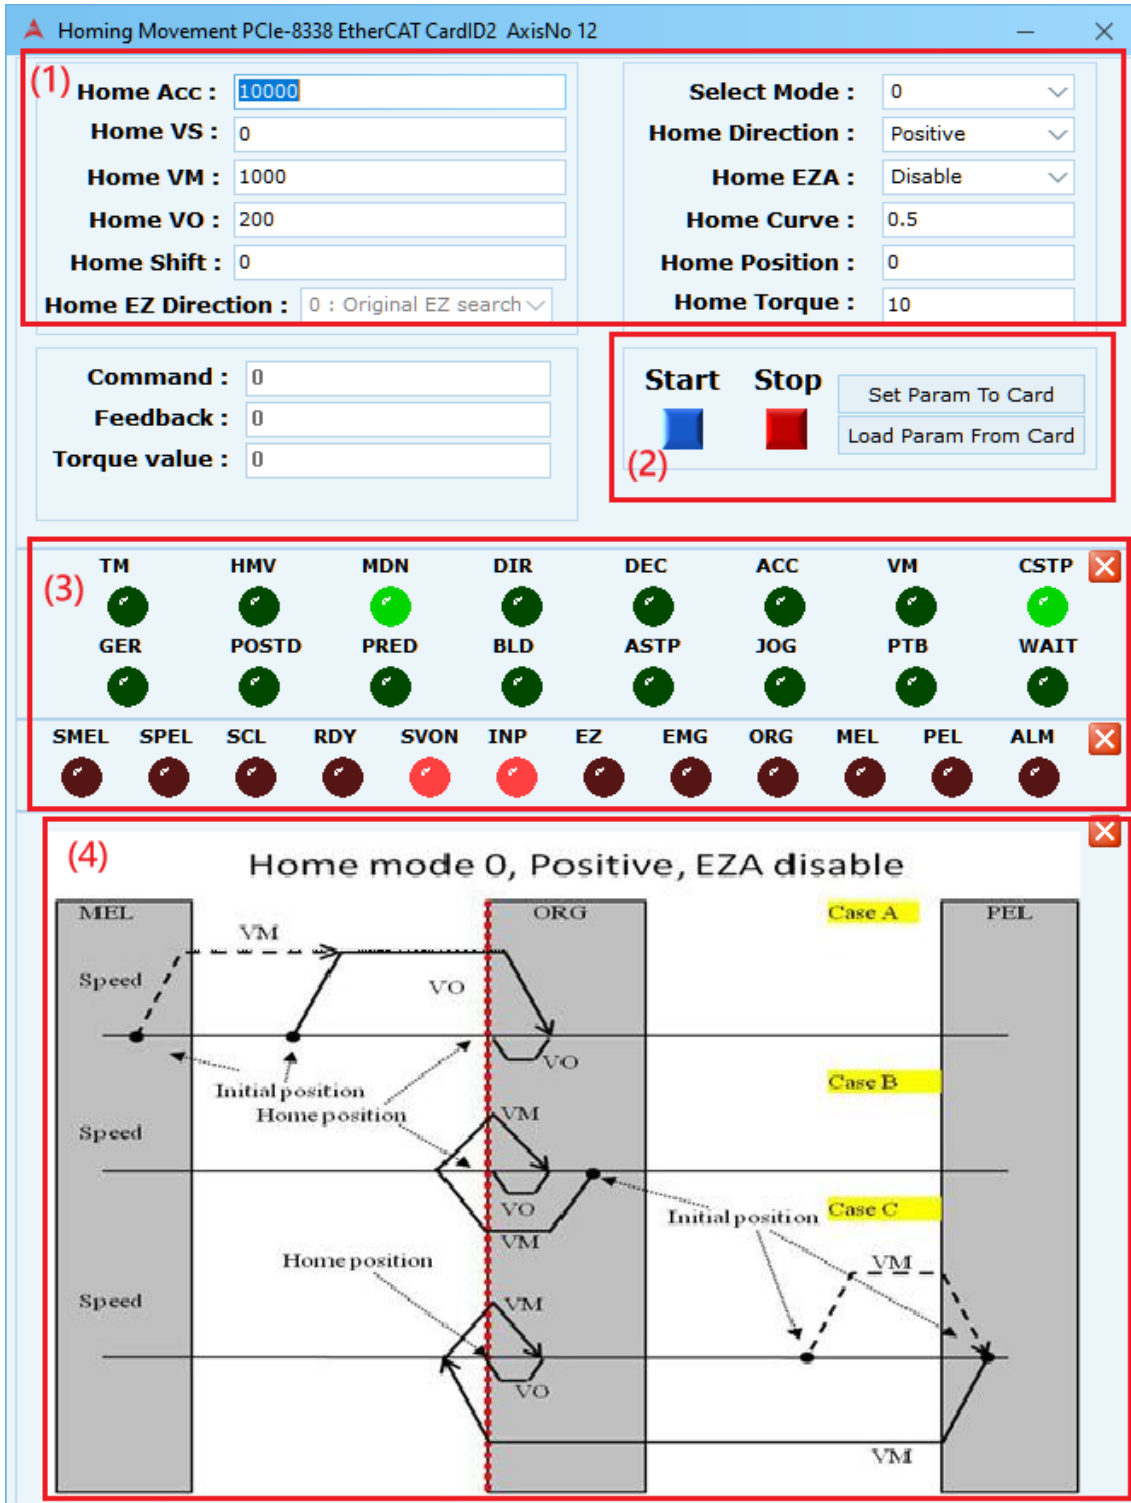 Homing Movement PCIe-8338 EtherCAT CardID2 AxisNo 12
(1)
Home Acc : 10000
Home VS : 0
Home VM : 1000
Home VO : 200
Home Shift : 0
Home EZ Direction : 0 : Original EZ search
Select Mode : 0
Home Direction : Positive
Home EZA : Disable
Home Curve : 0.5
Home Position : 0
Home Torque : 10
Command : 0
Feedback : 0
Torque value : 0
Start Stop
Set Param To Card
Load Param From Card
(2)
(3)
TM HMV MDN DIR DEC ACC VM CSTP
GER POSTD PRED BLD ASTP JOG PTB WAIT
SMEL SPEL SCL RDY SVON INP EZ EMG ORG MEL PEL ALM
(4)
Home mode 0, Positive, EZA disable
MEL ORG Case A PEL
VM
Speed
VO
VO
Initial position
Home position
Case B
VM
Speed
VO
VM
Initial position
Case C
Home position
VM
Speed
VM
VO
VM